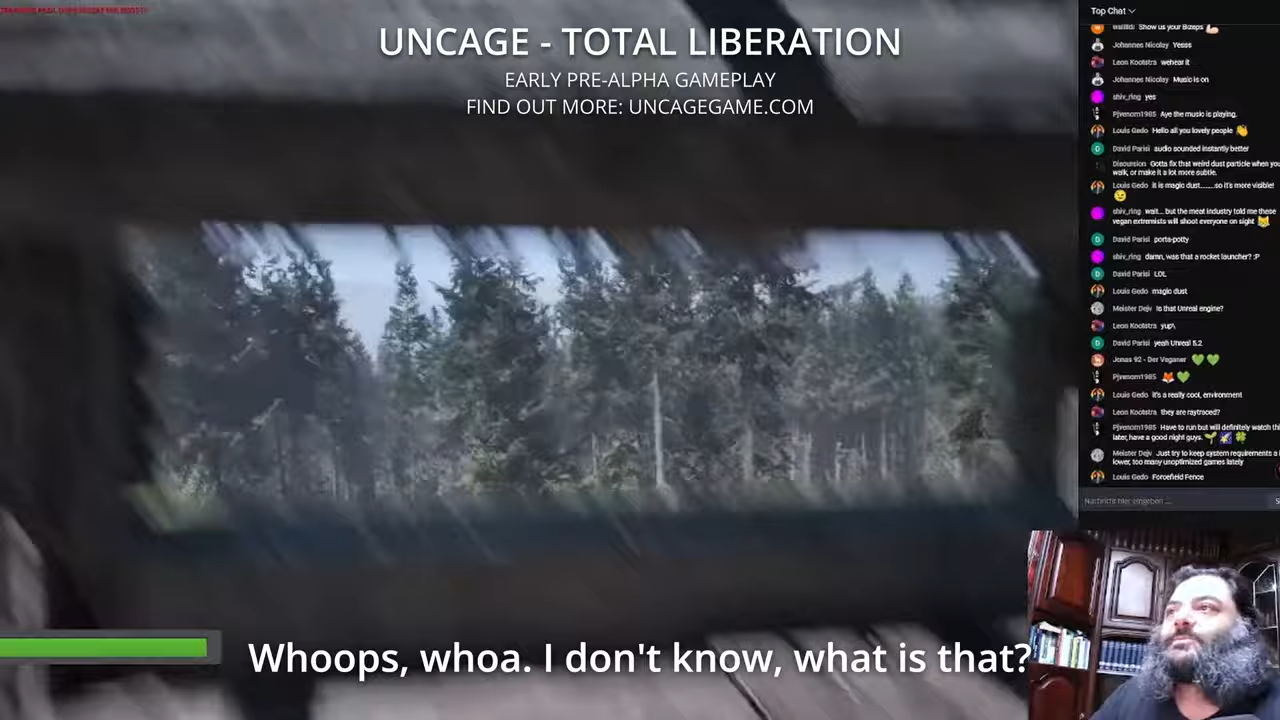 UNCAGE - TOTAL LIBERATION
EARLY PRE-ALPHA GAMEPLAY
FIND OUT MORE: UNCAGEGAME.COM
Top Chat
Show us your Bizeps
Johannes Nicolay Yesss
Leon Kootstra wehear it
Johannes Nicolay Music is on
shiv_ring yes
Pjvenom1985 Aye the music is playing.
Louis Gedo Hello all you lovely people
David Parisi audio sounded instantly better
Discursion Gotta fix that weird dust particle when you
walk, or make it a lot more subtle.
Louis Gedo it is magic dust........so it's more visible!
shiv_ring wait... but the meat industry told me these
vegan extremists will shoot everyone on sight
David Parisi porta-potty
shiv_ring damn, was that a rocket launcher? :P
David Parisi LOL
Louis Gedo magic dust
Meister Dejv Is that Unreal engine?
Leon Kootstra yup\
David Parisi yeah Unreal 5.2
Jonas 92 - Der Veganer 💚💚
Pjvenom1985 🦊💚
Louis Gedo it's a really cool, environment
Leon Kootstra they are raytraced?
Pjvenom1985 Have to run but will definitely watch this
later, have a good night guys.
Meister Dejv Just try to keep system requirements a
lower, too many unoptimized games lately
Louis Gedo Forcefield Fence
Nachricht hier eingeben ...
Whoops, whoa. I don't know, what is that?